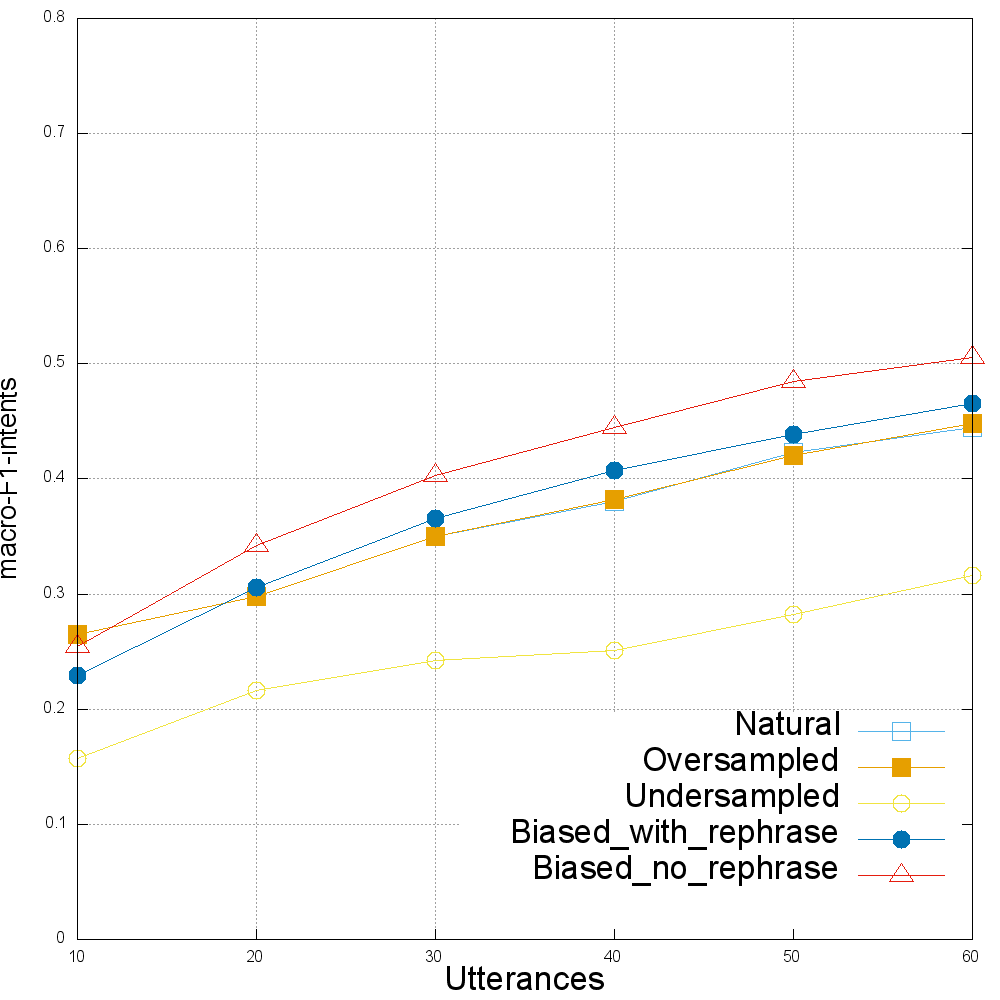 0.8
0.7
0.6
0.5
0.4
0.3
0.2
0.1
0
macro-F1-intents
10 20 30 40 50 60
Utterances
Natural
Oversampled
Undersampled
Biased_with_rephrase
Biased_no_rephrase